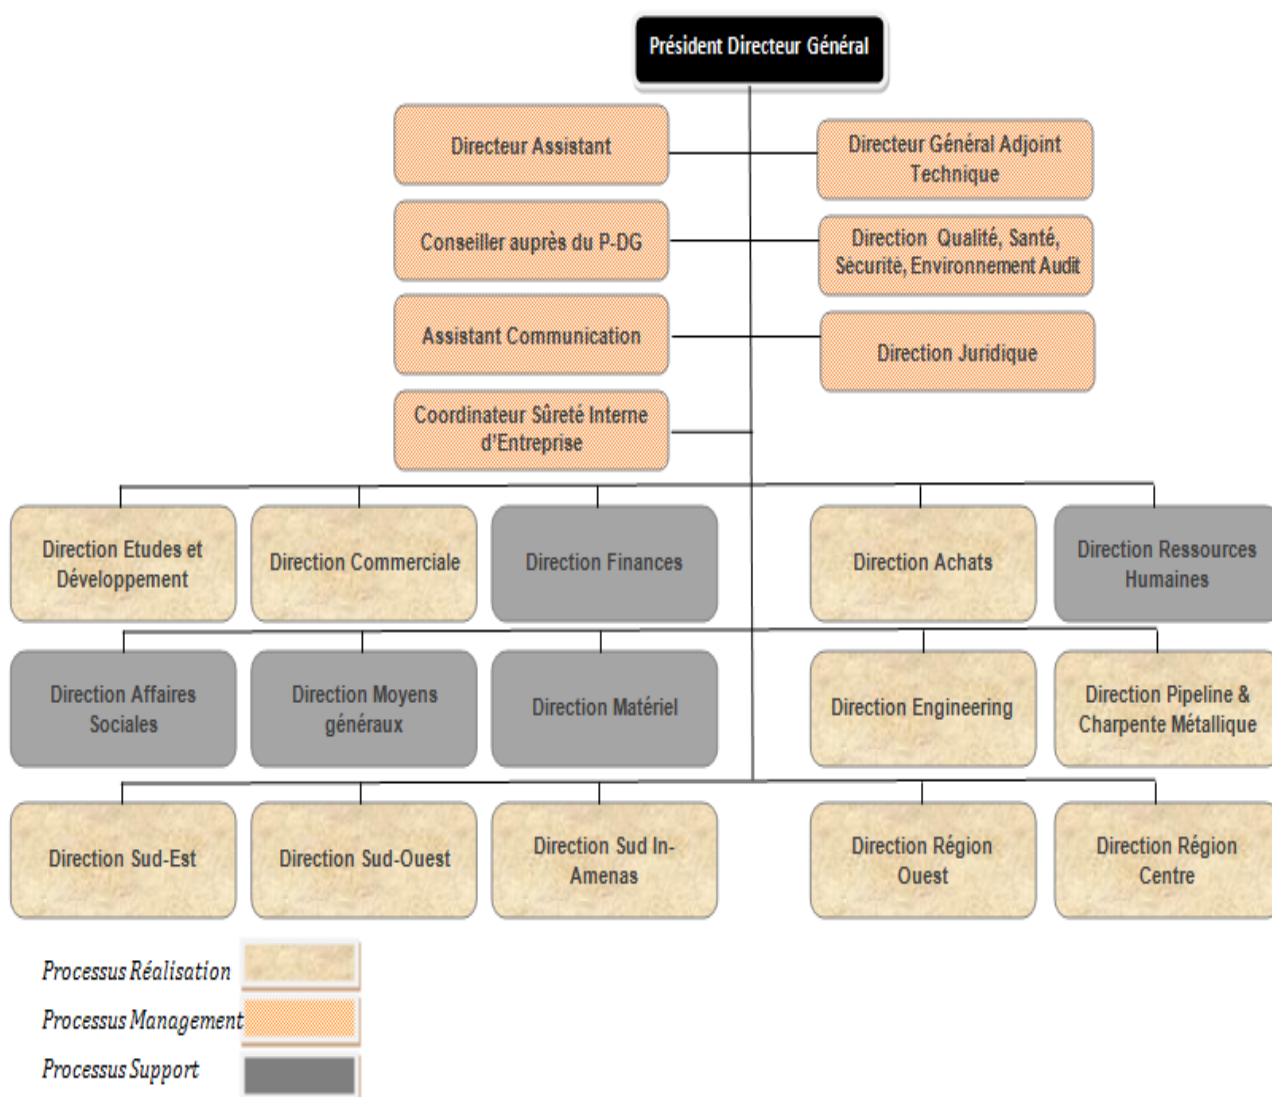 Président Directeur Général
Directeur Assistant
Directeur Général Adjoint
Technique
Conseiller auprès du P-DG
Direction Qualité, Santé,
Sécurité, Environnement Audit
Assistant Communication
Direction Juridique
Coordinateur Sûreté Interne
d'Entreprise
Direction Etudes et
Développement
Direction Commerciale
Direction Finances
Direction Achats
Direction Ressources
Humaines
Direction Affaires
Sociales
Direction Moyens
généraux
Direction Matériel
Direction Engineering
Direction Pipeline &
Charpente Métallique
Direction Sud-Est
Direction Sud-Ouest
Direction Sud In-
Amenas
Direction Région
Ouest
Direction Région
Centre
Processus Réalisation
Processus Management
Processus Support